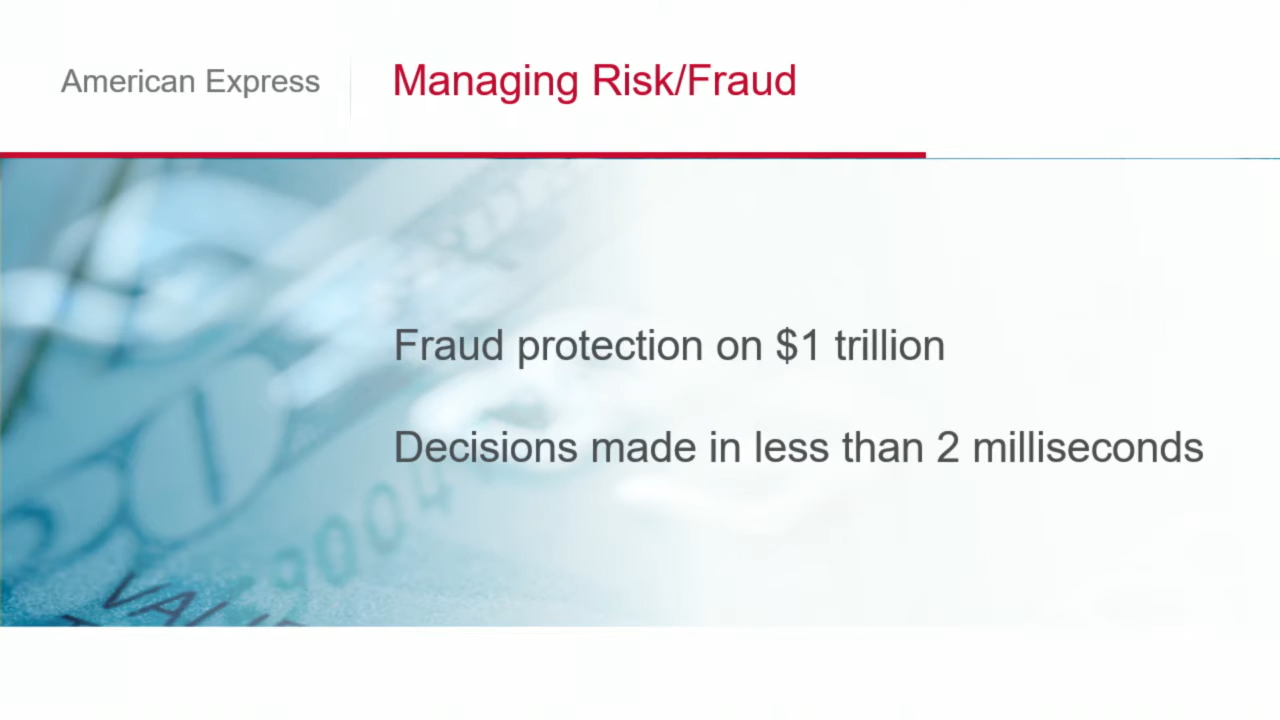 American Express
Managing Risk/Fraud
Fraud protection on $1 trillion
Decisions made in less than 2 milliseconds